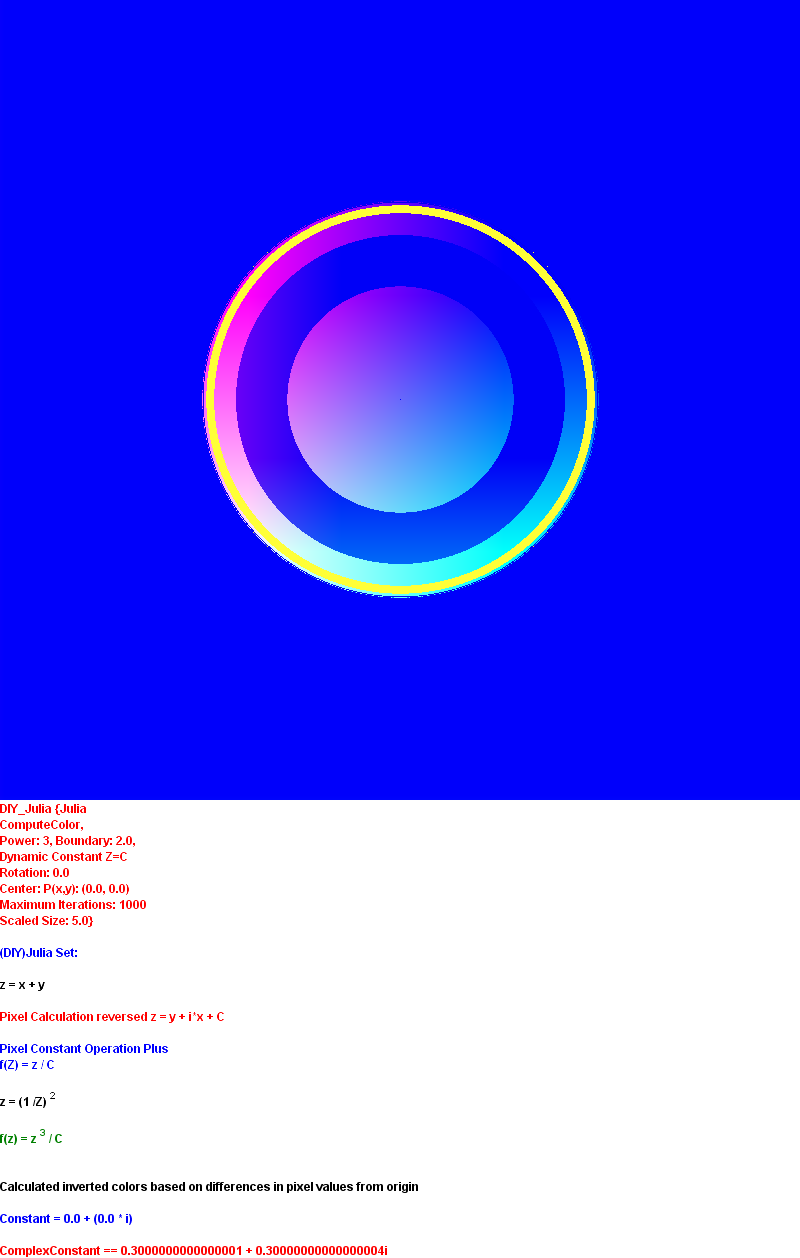 DIY_Julia {Julia
ComputeColor,
Power: 3, Boundary: 2.0,
Dynamic Constant Z=C
Rotation: 0.0
Center: P(x,y): (0.0, 0.0)
Maximum Iterations: 1000
Scaled Size: 5.0}
(DIY)Julia Set:
z = x + y
Pixel Calculation reversed z = y + i*x + C
Pixel Constant Operation Plus
f(Z) = z / C
z = (1 /Z) 2
f(z) = z 3 / C
Calculated inverted colors based on differences in pixel values from origin
Constant = 0.0 + (0.0 * i)
ComplexConstant == 0.3000000000000001 + 0.30000000000000004i